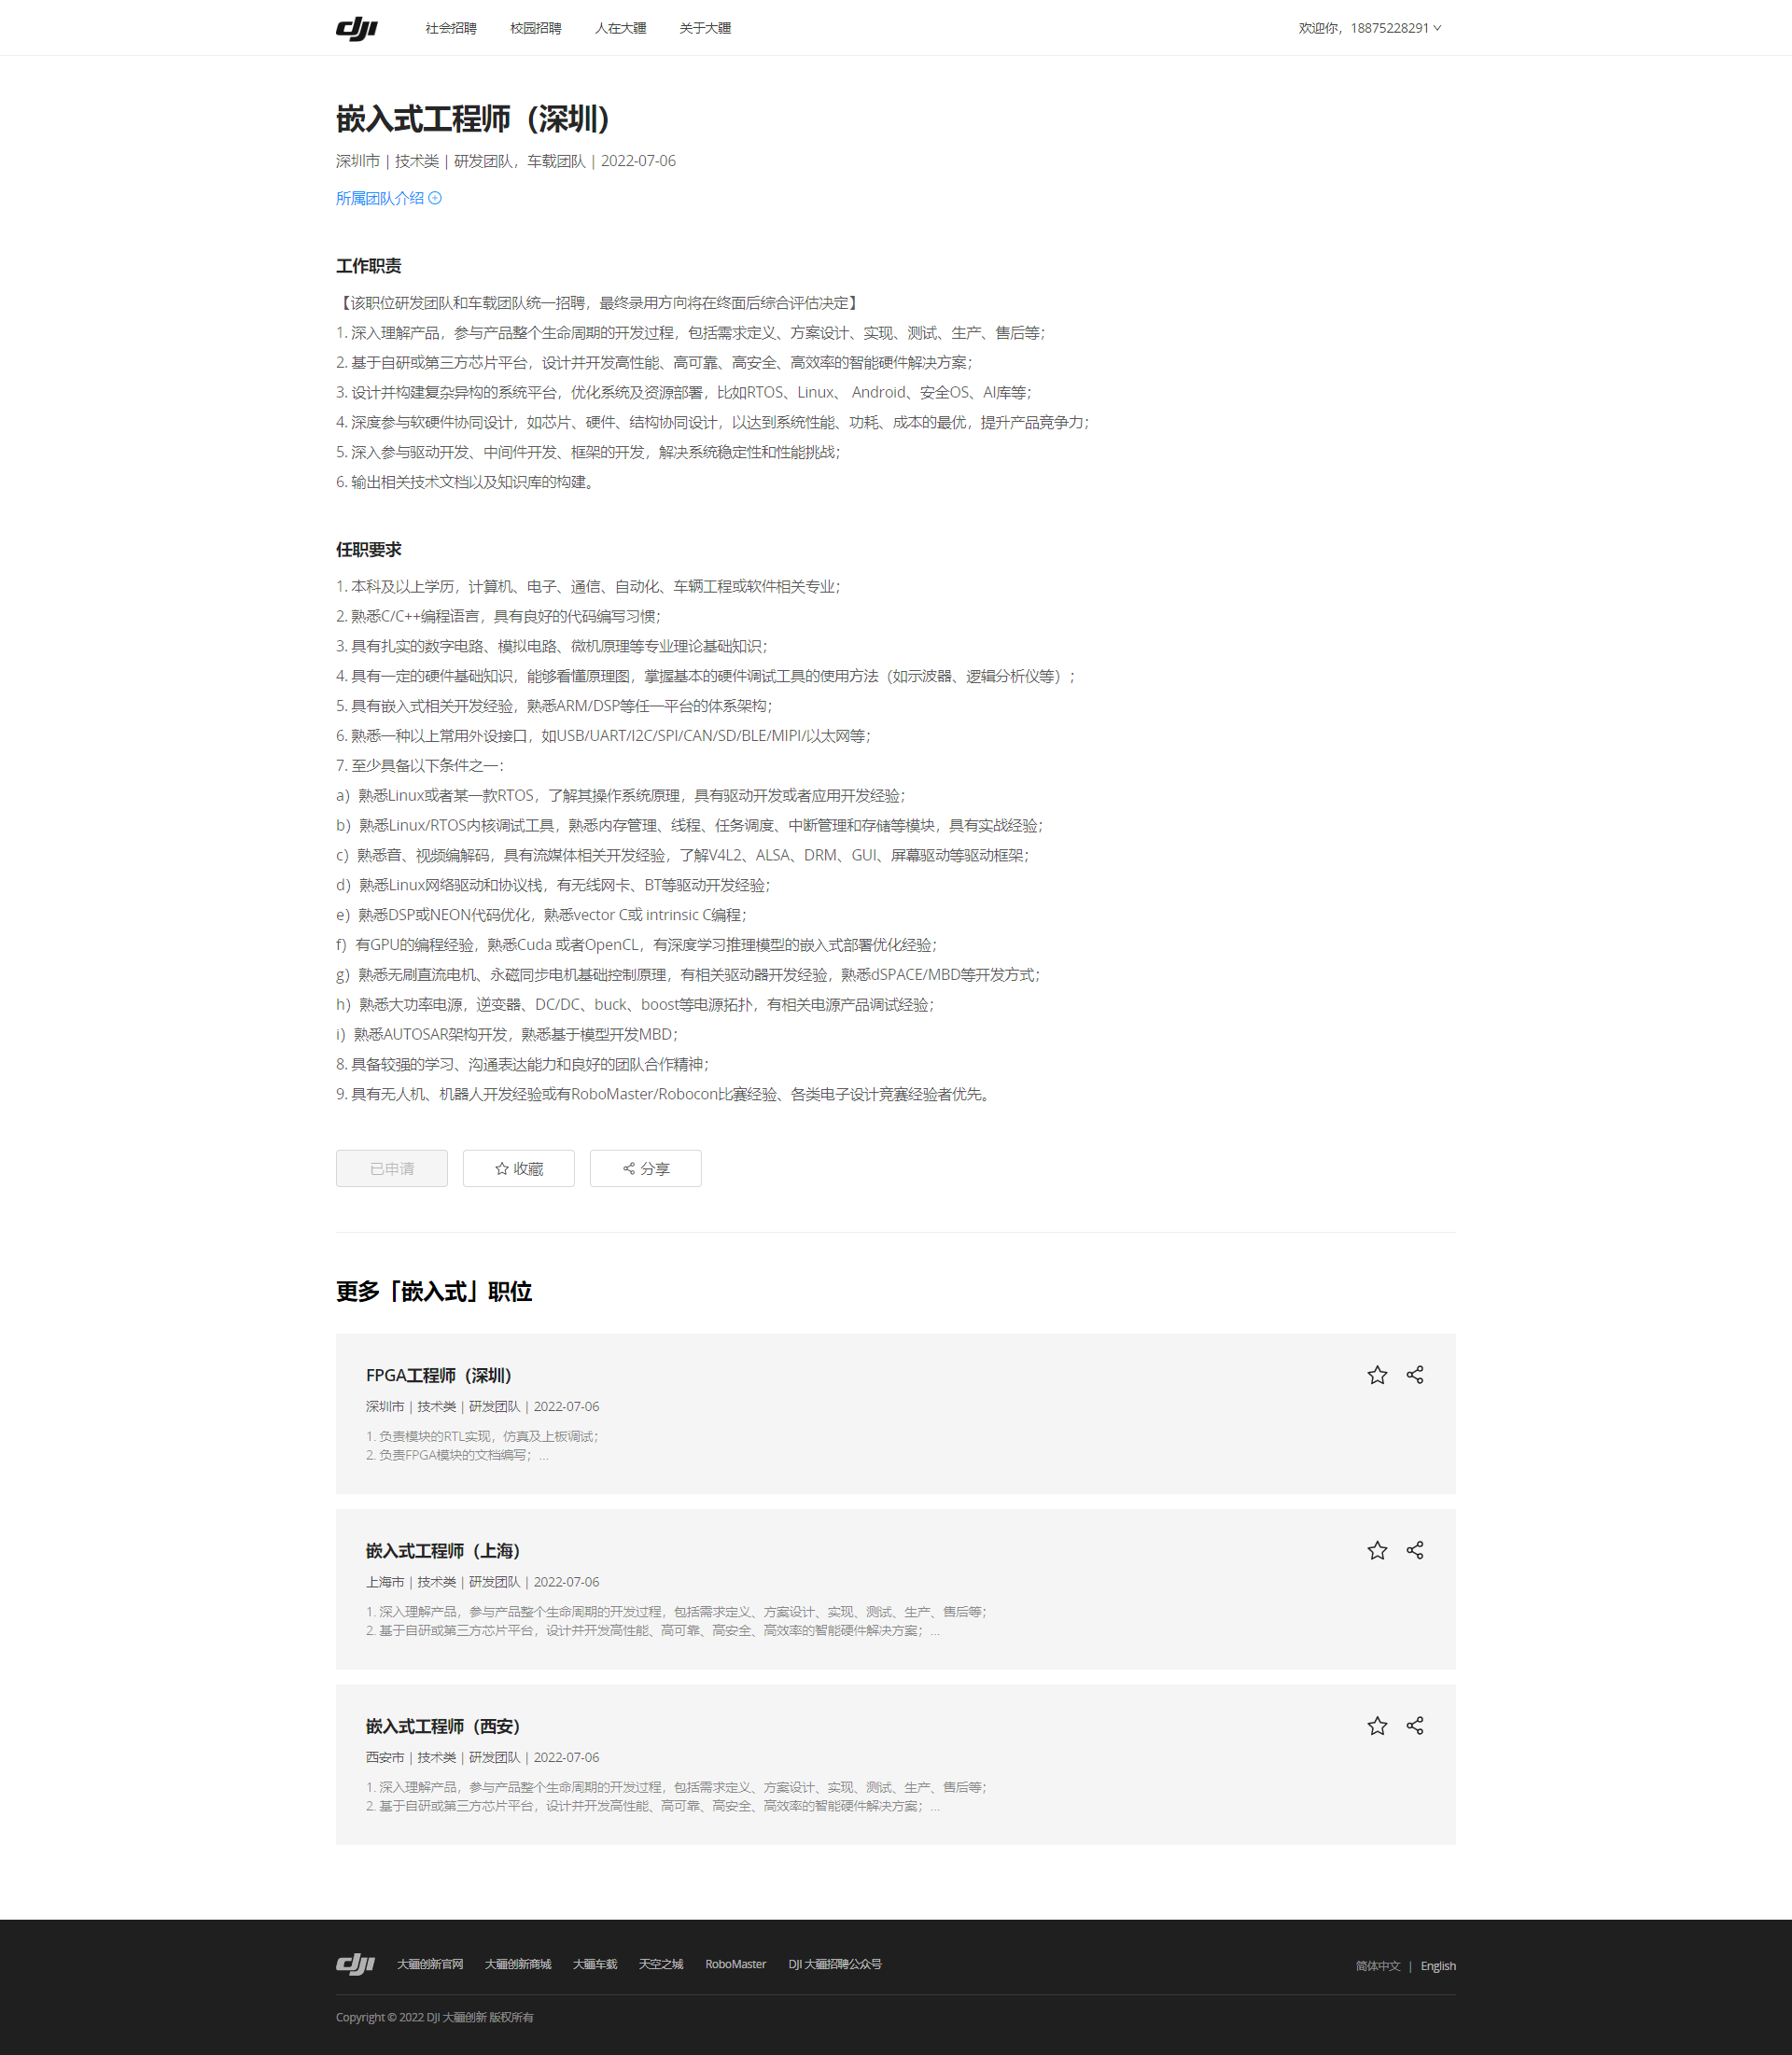 dji 社会招聘 校园招聘 人在大疆 关于大疆 欢迎你，18875228291
嵌入式工程师（深圳）
深圳市 | 技术类 | 研发团队，车载团队 | 2022-07-06
所属团队介绍
工作职责
【该职位研发团队和车载团队统一招聘，最终录用方向将在终面后综合评估决定】
1. 深入理解产品，参与产品整个生命周期的开发过程，包括需求定义、方案设计、实现、测试、生产、售后等；
2. 基于自研或第三方芯片平台，设计并开发高性能、高可靠、高安全、高效率的智能硬件解决方案；
3. 设计并构建复杂异构的系统平台，优化系统及资源部署，比如RTOS、Linux、 Android、安全OS、AI库等；
4. 深度参与软硬件协同设计，如芯片、硬件、结构协同设计，以达到系统性能、功耗、成本的最优，提升产品竞争力；
5. 深入参与驱动开发、中间件开发、框架的开发，解决系统稳定性和性能挑战；
6. 输出相关技术文档以及知识库的构建。
任职要求
1. 本科及以上学历，计算机、电子、通信、自动化、车辆工程或软件相关专业；
2. 熟悉C/C++编程语言，具有良好的代码编写习惯；
3. 具有扎实的数字电路、模拟电路、微机原理等专业理论基础知识；
4. 具有一定的硬件基础知识，能够看懂原理图，掌握基本的硬件调试工具的使用方法（如示波器、逻辑分析仪等）；
5. 具有嵌入式相关开发经验，熟悉ARM/DSP等任一平台的体系架构；
6. 熟悉一种以上常用外设接口，如USB/UART/I2C/SPI/CAN/SD/BLE/MIPI/以太网等；
7. 至少具备以下条件之一：
a）熟悉Linux或者某一款RTOS，了解其操作系统原理，具有驱动开发或者应用开发经验；
b）熟悉Linux/RTOS内核调试工具，熟悉内存管理、线程、任务调度、中断管理和存储等模块，具有实战经验；
c）熟悉音、视频编解码，具有流媒体相关开发经验，了解V4L2、ALSA、DRM、GUI、屏幕驱动等驱动框架；
d）熟悉Linux网络驱动和协议栈，有无线网卡、BT等驱动开发经验；
e）熟悉DSP或NEON代码优化，熟悉vector C或 intrinsic C编程；
f）有GPU的编程经验，熟悉Cuda 或者OpenCL，有深度学习推理模型的嵌入式部署优化经验；
g）熟悉无刷直流电机、永磁同步电机基础控制原理，有相关驱动器开发经验，熟悉dSPACE/MBD等开发方式；
h）熟悉大功率电源，逆变器、DC/DC、buck、boost等电源拓扑，有相关电源产品调试经验；
i）熟悉AUTOSAR架构开发，熟悉基于模型开发MBD；
8. 具备较强的学习、沟通表达能力和良好的团队合作精神；
9. 具有无人机、机器人开发经验或有RoboMaster/Robocon比赛经验、各类电子设计竞赛经验者优先。
已申请 收藏 分享
更多「嵌入式」职位
FPGA工程师（深圳）
深圳市 | 技术类 | 研发团队 | 2022-07-06
1. 负责模块的RTL实现，仿真及上板调试；
2. 负责FPGA模块的文档编写；...
嵌入式工程师（上海）
上海市 | 技术类 | 研发团队 | 2022-07-06
1. 深入理解产品，参与产品整个生命周期的开发过程，包括需求定义、方案设计、实现、测试、生产、售后等；
2. 基于自研或第三方芯片平台，设计并开发高性能、高可靠、高安全、高效率的智能硬件解决方案；...
嵌入式工程师（西安）
西安市 | 技术类 | 研发团队 | 2022-07-06
1. 深入理解产品，参与产品整个生命周期的开发过程，包括需求定义、方案设计、实现、测试、生产、售后等；
2. 基于自研或第三方芯片平台，设计并开发高性能、高可靠、高安全、高效率的智能硬件解决方案；...
dji 大疆创新官网 大疆创新商城 大疆车载 天空之城 RoboMaster DJI 大疆招聘公众号 简体中文 | English
Copyright © 2022 DJI 大疆创新 版权所有